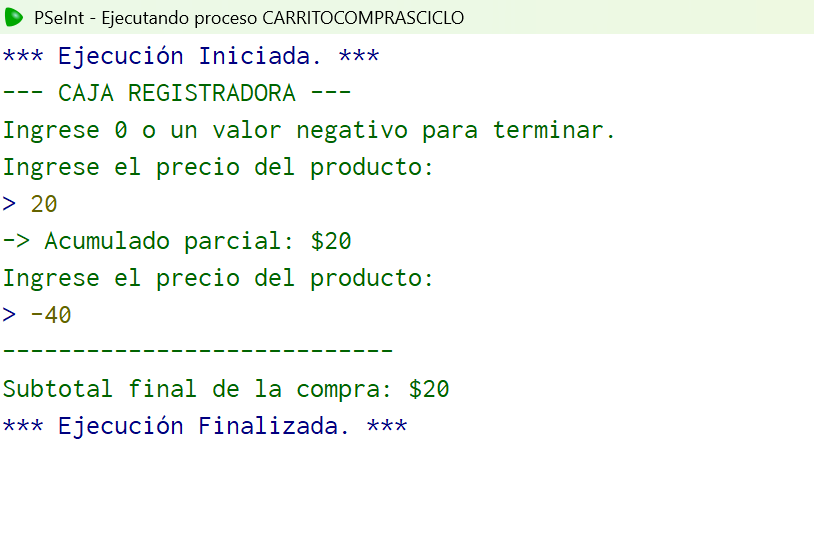 PSeInt - Ejecutando proceso CARRITOCOMPRASCICLO
*** Ejecución Iniciada. ***
--- CAJA REGISTRADORA ---
Ingrese 0 o un valor negativo para terminar.
Ingrese el precio del producto:
> 20
-> Acumulado parcial: $20
Ingrese el precio del producto:
> -40
----------------------------
Subtotal final de la compra: $20
*** Ejecución Finalizada. ***